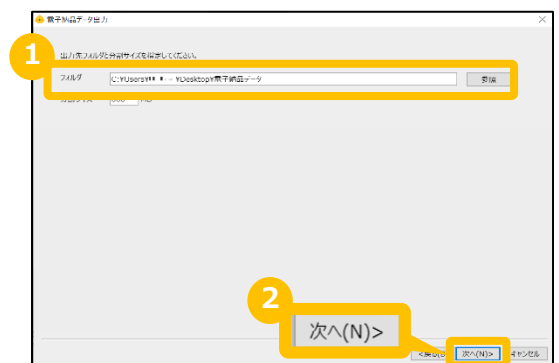 電子納品データ出力
1
出力先フォルダと分割サイズを指定してください。
フォルダ C:¥Users¥ ¥Desktop¥電子納品データ 参照
2
次へ(N)>
次へ(N)> キャンセル